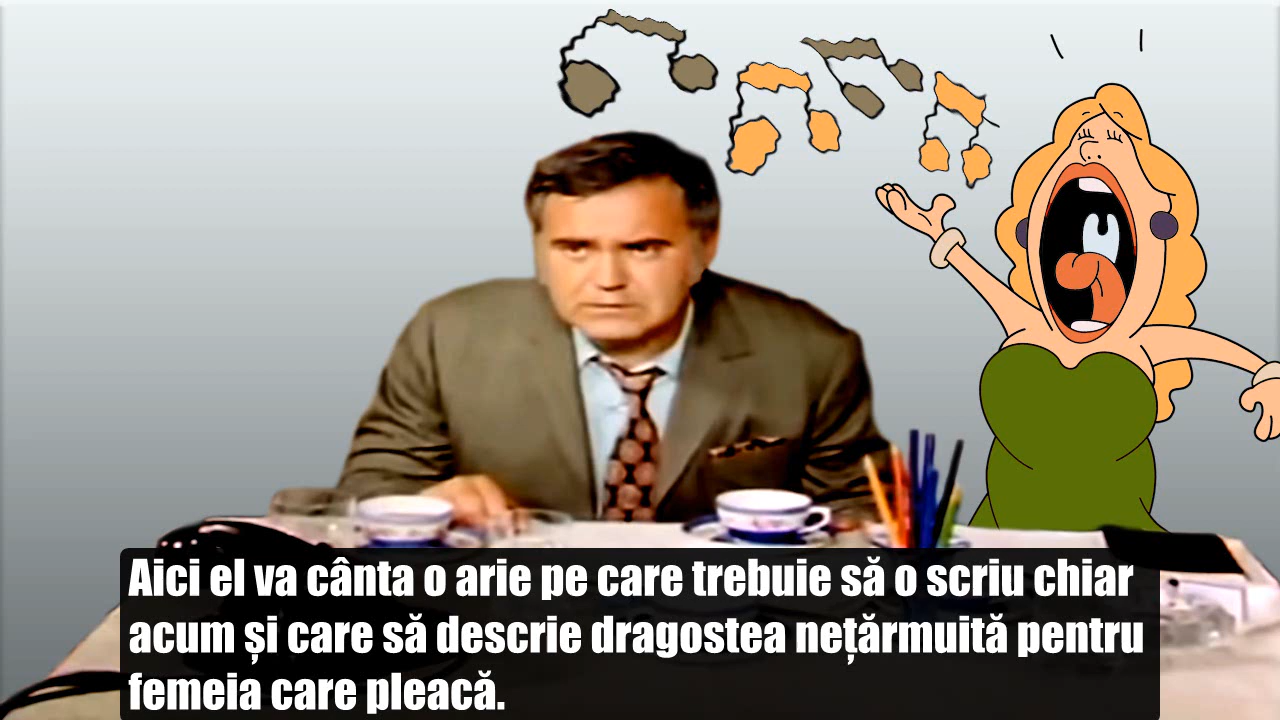 Aici el va cânta o arie pe care trebuie să o scriu chiar
acum și care să descrie dragostea nețărmuită pentru
femeia care pleacă.